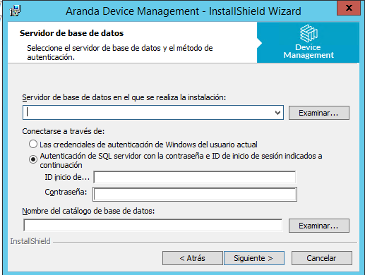 Aranda Device Management - InstallShield Wizard
Servidor de base de datos
Seleccione el servidor de base de datos y el método de
autenticación.
Device
Management
Servidor de base de datos en el que se realiza la instalación:
Examinar...
Conectarse a través de:
Las credenciales de autenticación de Windows del usuario actual
Autenticación de SQL servidor con la contraseña e ID de inicio de sesión indicados a
continuación
ID inicio de...
Contraseña:
Nombre del catálogo de base de datos:
Examinar...
InstallShield
< Atrás
Siguiente >
Cancelar